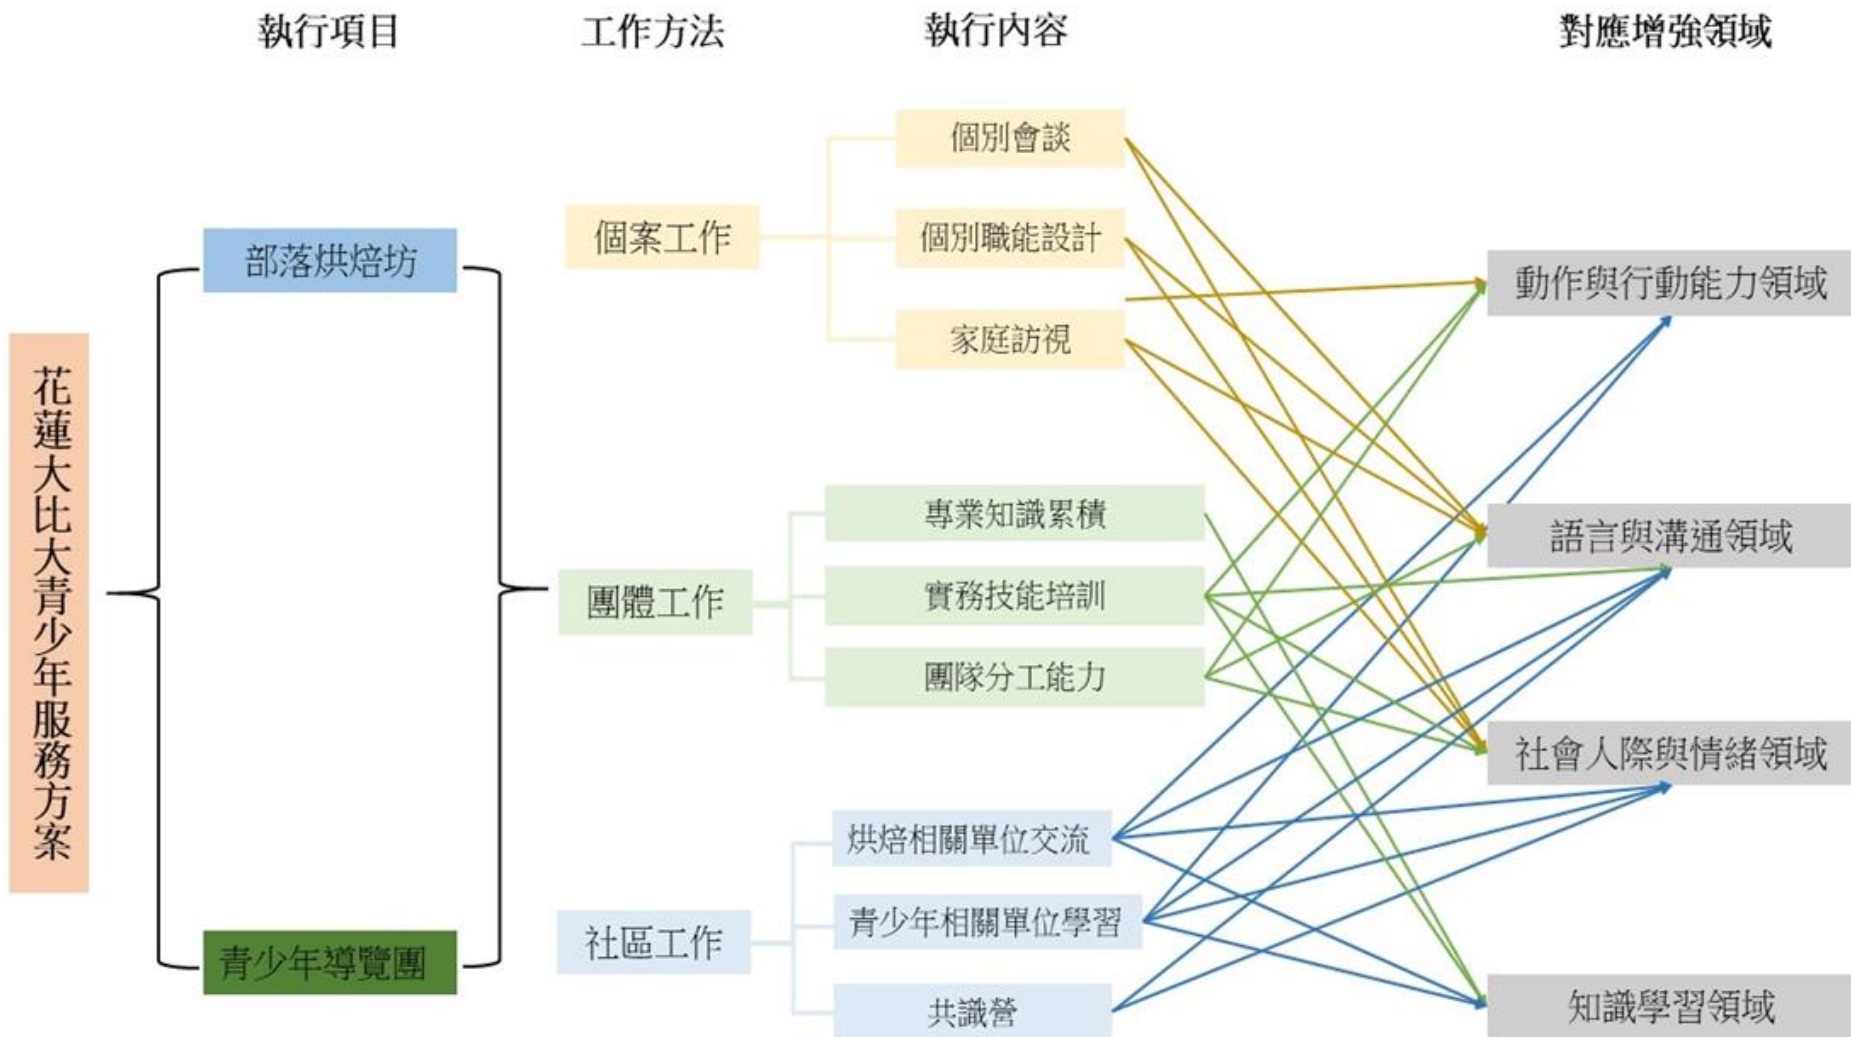 執行項目
工作方法
執行內容
對應增強領域
花蓮大比大青少年服務方案
部落烘焙坊
青少年導覽團
個案工作
個別會談
個別職能設計
家庭訪視
團體工作
專業知識累積
實務技能培訓
團隊分工能力
社區工作
烘焙相關單位交流
青少年相關單位學習
共識營
動作與行動能力領域
語言與溝通領域
社會人際與情緒領域
知識學習領域